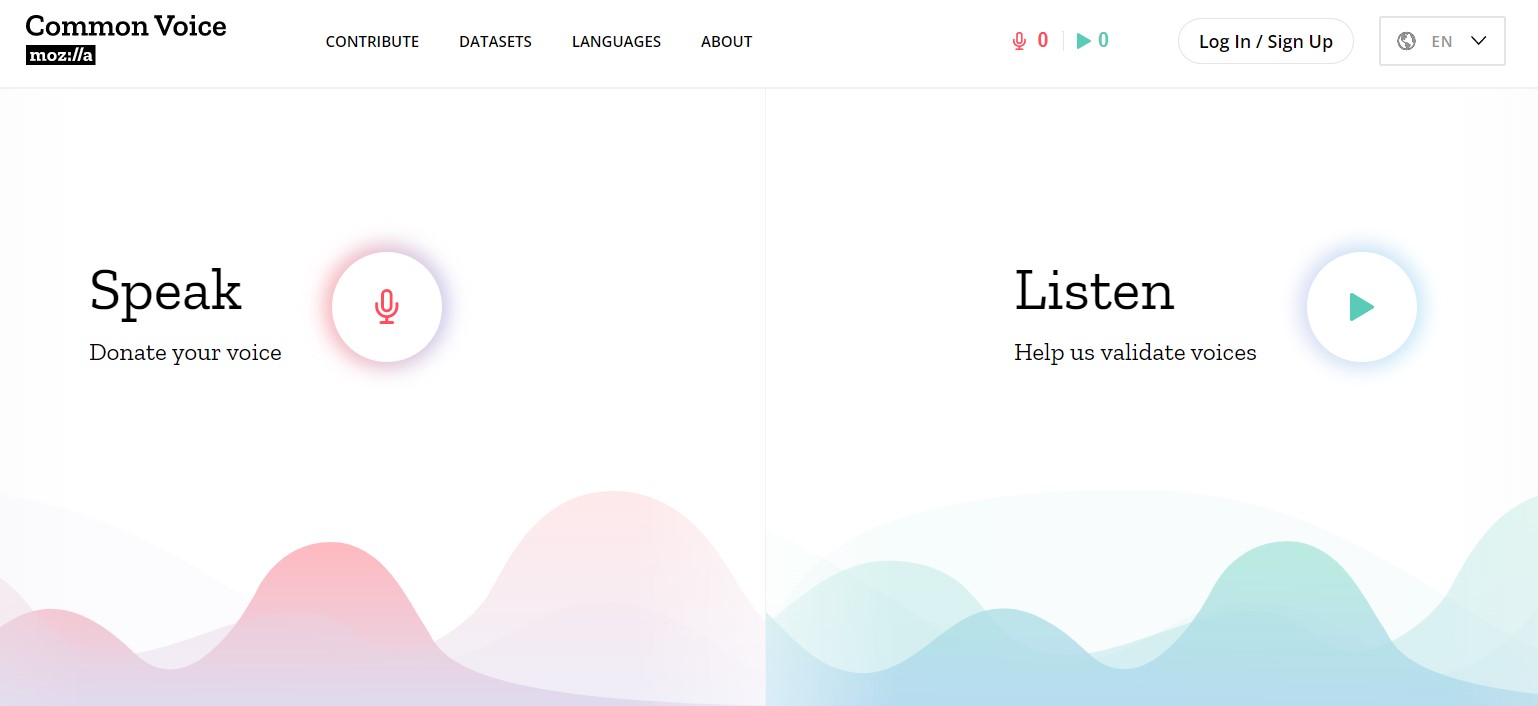 Common Voice
moz://a
CONTRIBUTE DATASETS LANGUAGES ABOUT
0 0
Log In / Sign Up
EN
Speak
Donate your voice
Listen
Help us validate voices